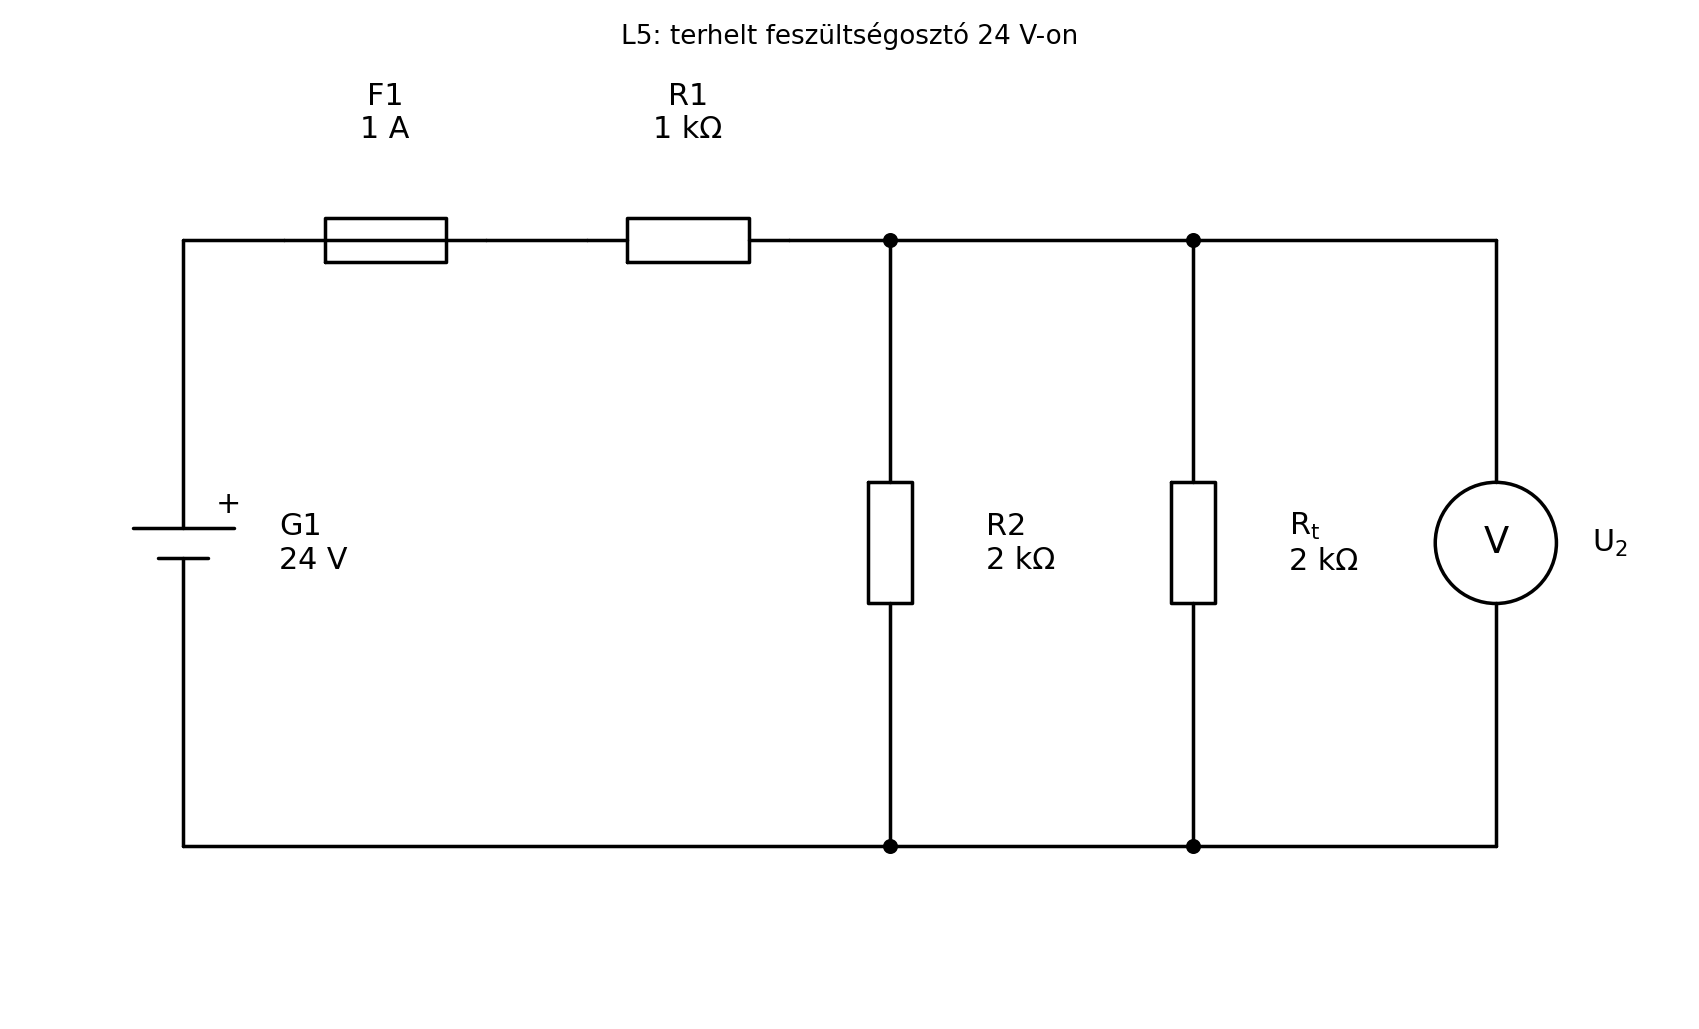 L5: terhelt feszültségosztó 24 V-on
F1
1 A
R1
1 kΩ
+
G1
24 V
R2
2 kΩ
Rt
2 kΩ
V
U2